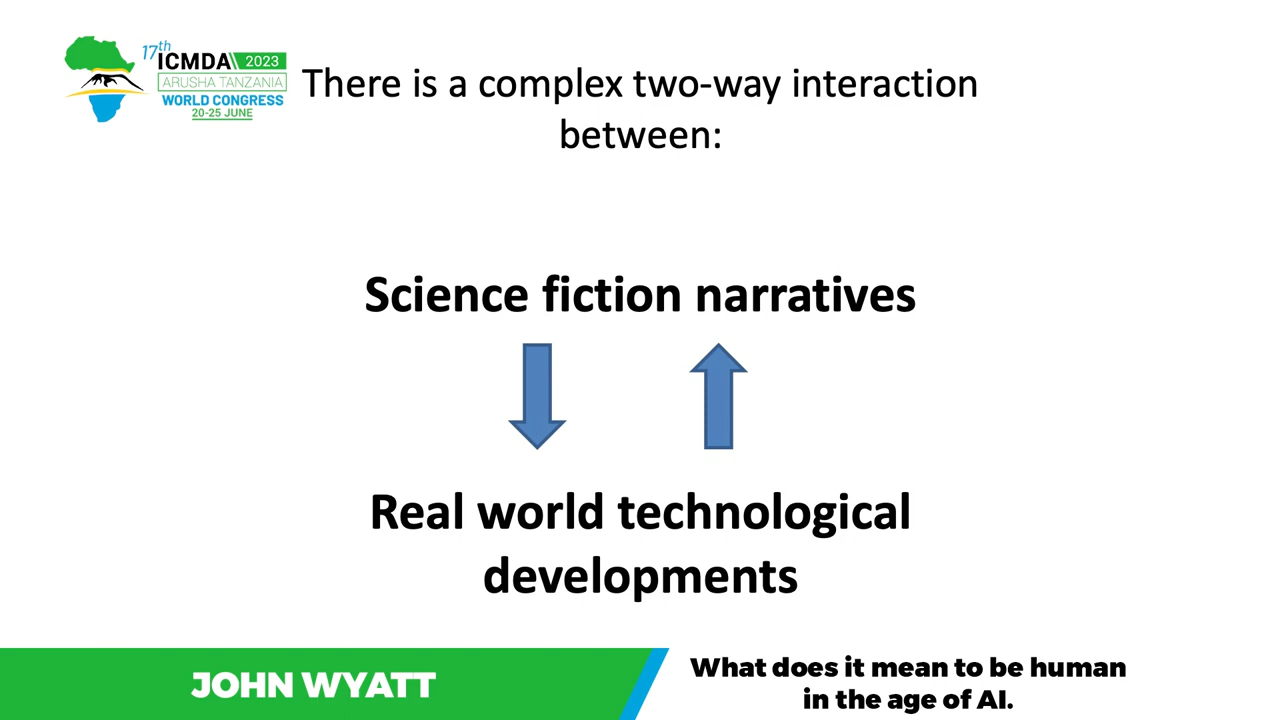 17th
ICMDA 2023
ARUSHA TANZANIA
WORLD CONGRESS
20-25 JUNE
There is a complex two-way interaction
between:
Science fiction narratives
Real world technological
developments
JOHN WYATT
What does it mean to be human
in the age of AI.